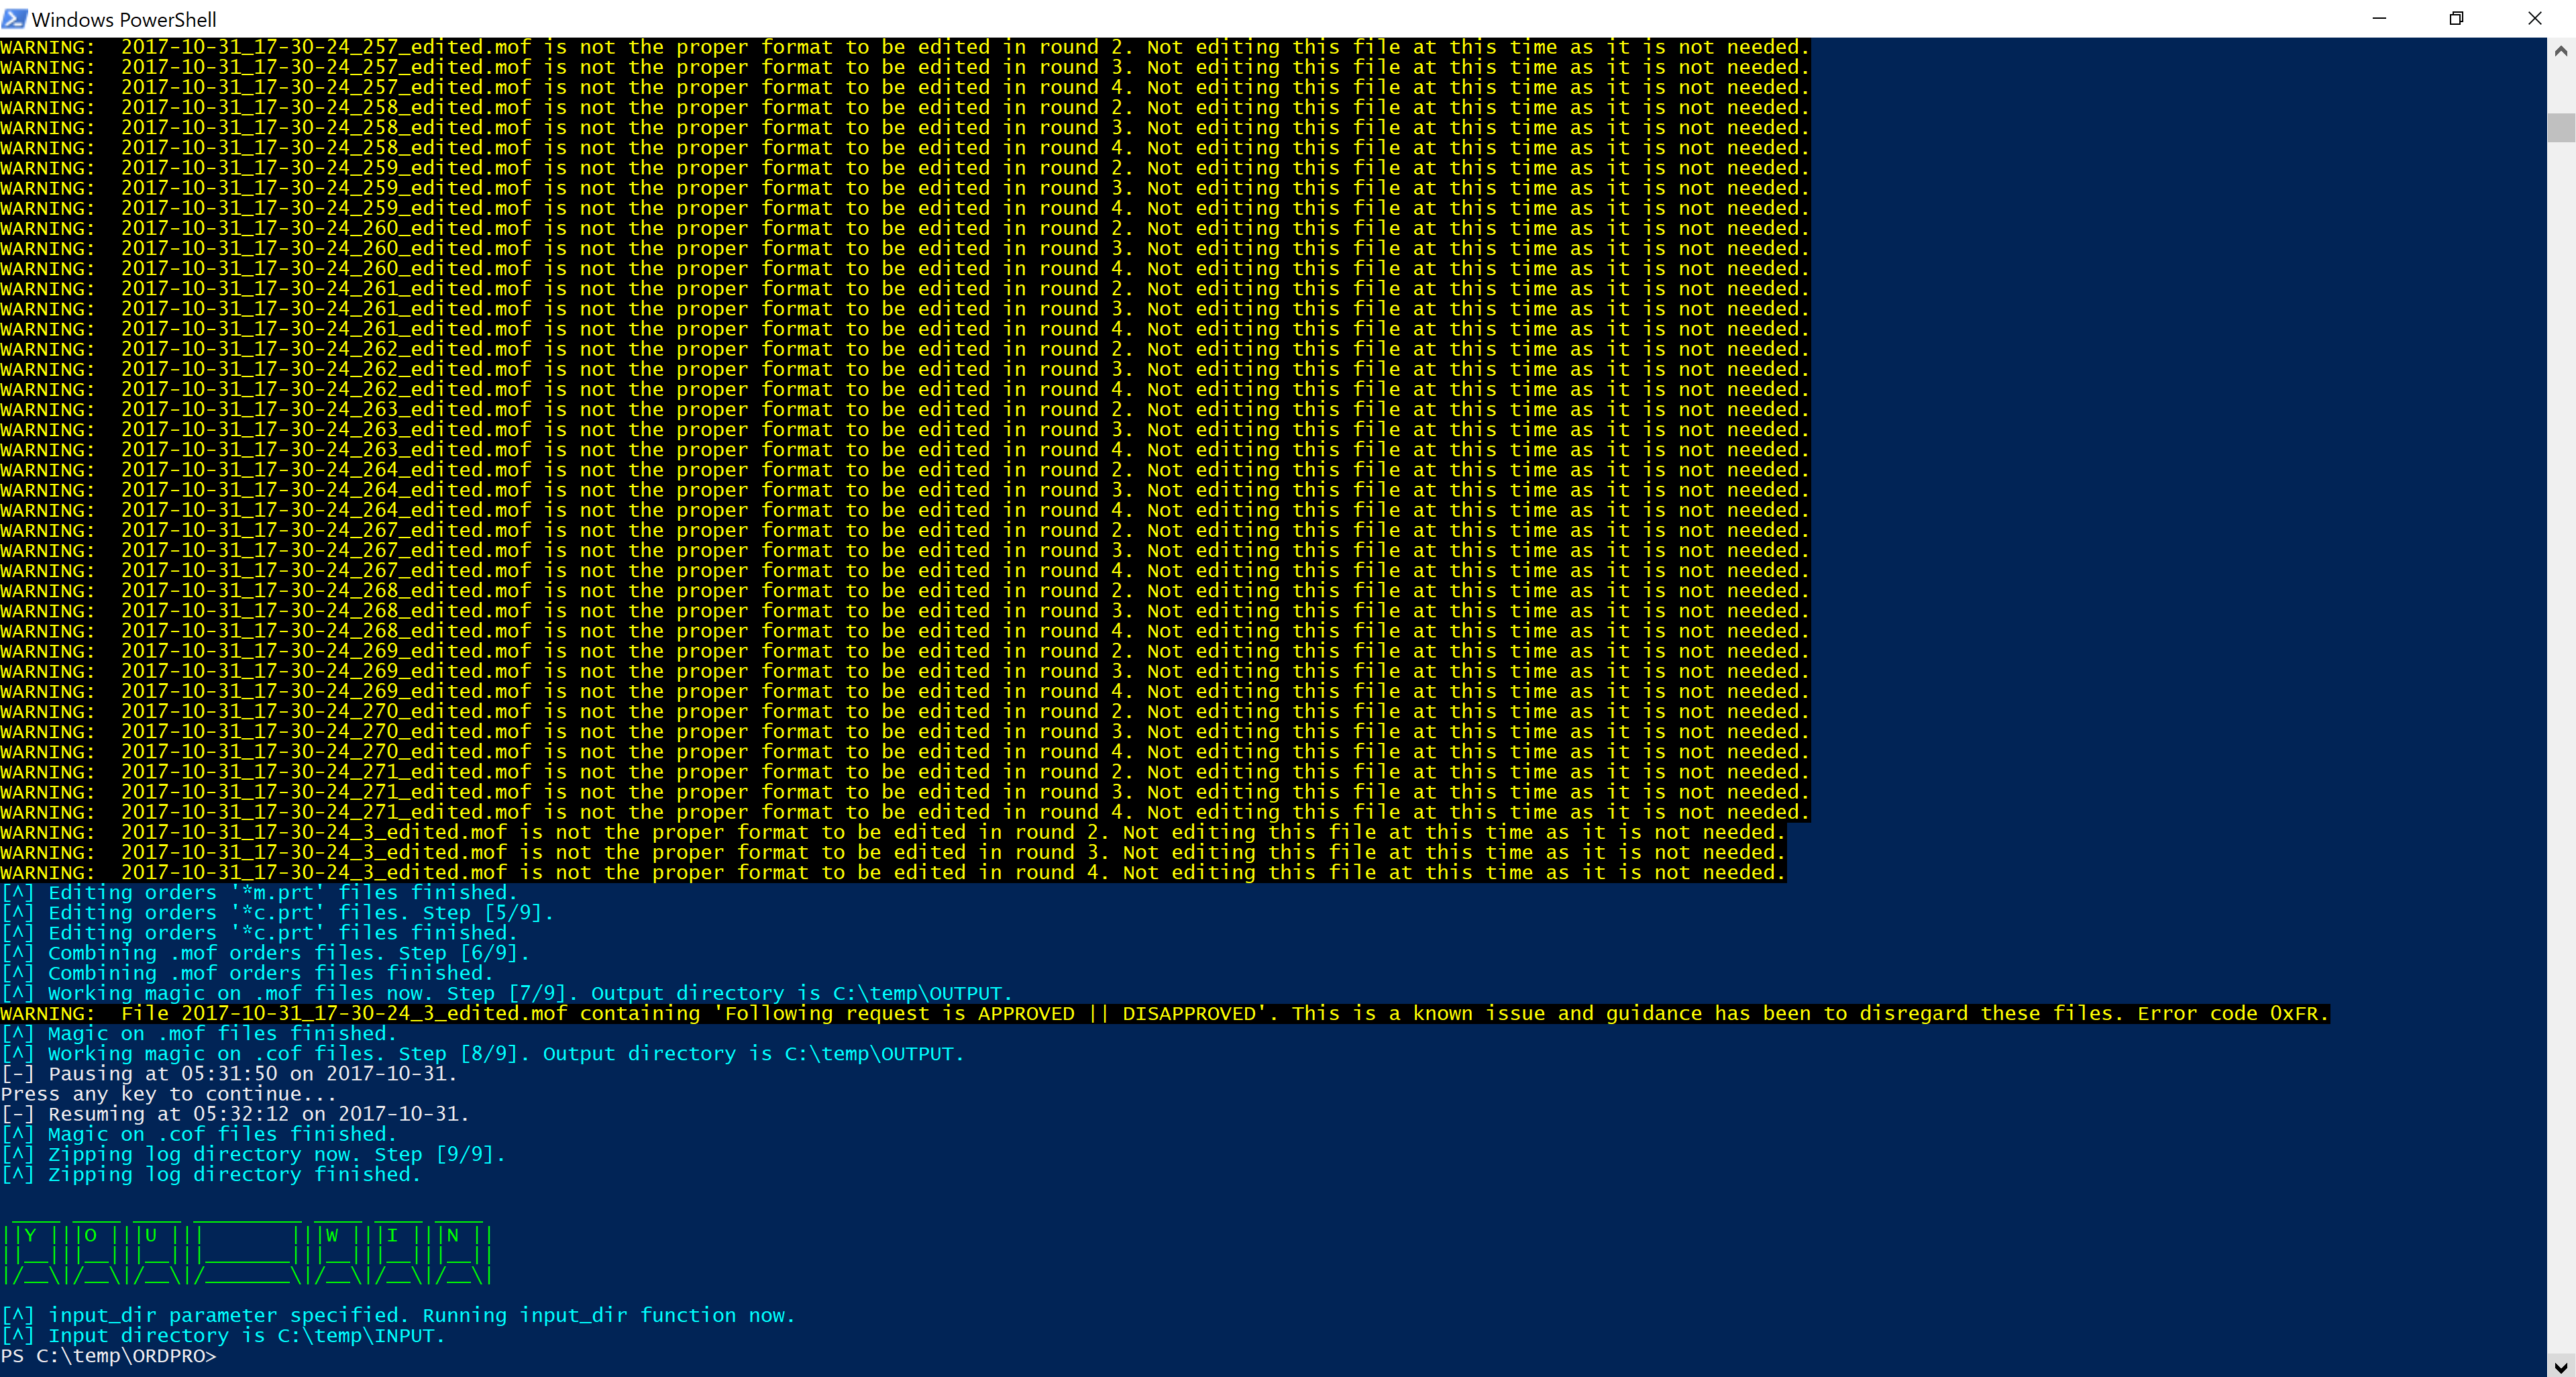 Windows PowerShell
WARNING:  2017-10-31_17-30-24_257_edited.mof is not the proper format to be edited in round 2. Not editing this file at this time as it is not needed.
WARNING:  2017-10-31_17-30-24_257_edited.mof is not the proper format to be edited in round 3. Not editing this file at this time as it is not needed.
WARNING:  2017-10-31_17-30-24_257_edited.mof is not the proper format to be edited in round 4. Not editing this file at this time as it is not needed.
WARNING:  2017-10-31_17-30-24_258_edited.mof is not the proper format to be edited in round 2. Not editing this file at this time as it is not needed.
WARNING:  2017-10-31_17-30-24_258_edited.mof is not the proper format to be edited in round 3. Not editing this file at this time as it is not needed.
WARNING:  2017-10-31_17-30-24_258_edited.mof is not the proper format to be edited in round 4. Not editing this file at this time as it is not needed.
WARNING:  2017-10-31_17-30-24_259_edited.mof is not the proper format to be edited in round 2. Not editing this file at this time as it is not needed.
WARNING:  2017-10-31_17-30-24_259_edited.mof is not the proper format to be edited in round 3. Not editing this file at this time as it is not needed.
WARNING:  2017-10-31_17-30-24_259_edited.mof is not the proper format to be edited in round 4. Not editing this file at this time as it is not needed.
WARNING:  2017-10-31_17-30-24_260_edited.mof is not the proper format to be edited in round 2. Not editing this file at this time as it is not needed.
WARNING:  2017-10-31_17-30-24_260_edited.mof is not the proper format to be edited in round 3. Not editing this file at this time as it is not needed.
WARNING:  2017-10-31_17-30-24_260_edited.mof is not the proper format to be edited in round 4. Not editing this file at this time as it is not needed.
WARNING:  2017-10-31_17-30-24_261_edited.mof is not the proper format to be edited in round 2. Not editing this file at this time as it is not needed.
WARNING:  2017-10-31_17-30-24_261_edited.mof is not the proper format to be edited in round 3. Not editing this file at this time as it is not needed.
WARNING:  2017-10-31_17-30-24_261_edited.mof is not the proper format to be edited in round 4. Not editing this file at this time as it is not needed.
WARNING:  2017-10-31_17-30-24_262_edited.mof is not the proper format to be edited in round 2. Not editing this file at this time as it is not needed.
WARNING:  2017-10-31_17-30-24_262_edited.mof is not the proper format to be edited in round 3. Not editing this file at this time as it is not needed.
WARNING:  2017-10-31_17-30-24_262_edited.mof is not the proper format to be edited in round 4. Not editing this file at this time as it is not needed.
WARNING:  2017-10-31_17-30-24_263_edited.mof is not the proper format to be edited in round 2. Not editing this file at this time as it is not needed.
WARNING:  2017-10-31_17-30-24_263_edited.mof is not the proper format to be edited in round 3. Not editing this file at this time as it is not needed.
WARNING:  2017-10-31_17-30-24_263_edited.mof is not the proper format to be edited in round 4. Not editing this file at this time as it is not needed.
WARNING:  2017-10-31_17-30-24_264_edited.mof is not the proper format to be edited in round 2. Not editing this file at this time as it is not needed.
WARNING:  2017-10-31_17-30-24_264_edited.mof is not the proper format to be edited in round 3. Not editing this file at this time as it is not needed.
WARNING:  2017-10-31_17-30-24_264_edited.mof is not the proper format to be edited in round 4. Not editing this file at this time as it is not needed.
WARNING:  2017-10-31_17-30-24_267_edited.mof is not the proper format to be edited in round 2. Not editing this file at this time as it is not needed.
WARNING:  2017-10-31_17-30-24_267_edited.mof is not the proper format to be edited in round 3. Not editing this file at this time as it is not needed.
WARNING:  2017-10-31_17-30-24_267_edited.mof is not the proper format to be edited in round 4. Not editing this file at this time as it is not needed.
WARNING:  2017-10-31_17-30-24_268_edited.mof is not the proper format to be edited in round 2. Not editing this file at this time as it is not needed.
WARNING:  2017-10-31_17-30-24_268_edited.mof is not the proper format to be edited in round 3. Not editing this file at this time as it is not needed.
WARNING:  2017-10-31_17-30-24_268_edited.mof is not the proper format to be edited in round 4. Not editing this file at this time as it is not needed.
WARNING:  2017-10-31_17-30-24_269_edited.mof is not the proper format to be edited in round 2. Not editing this file at this time as it is not needed.
WARNING:  2017-10-31_17-30-24_269_edited.mof is not the proper format to be edited in round 3. Not editing this file at this time as it is not needed.
WARNING:  2017-10-31_17-30-24_269_edited.mof is not the proper format to be edited in round 4. Not editing this file at this time as it is not needed.
WARNING:  2017-10-31_17-30-24_270_edited.mof is not the proper format to be edited in round 2. Not editing this file at this time as it is not needed.
WARNING:  2017-10-31_17-30-24_270_edited.mof is not the proper format to be edited in round 3. Not editing this file at this time as it is not needed.
WARNING:  2017-10-31_17-30-24_270_edited.mof is not the proper format to be edited in round 4. Not editing this file at this time as it is not needed.
WARNING:  2017-10-31_17-30-24_271_edited.mof is not the proper format to be edited in round 2. Not editing this file at this time as it is not needed.
WARNING:  2017-10-31_17-30-24_271_edited.mof is not the proper format to be edited in round 3. Not editing this file at this time as it is not needed.
WARNING:  2017-10-31_17-30-24_271_edited.mof is not the proper format to be edited in round 4. Not editing this file at this time as it is not needed.
WARNING:  2017-10-31_17-30-24_3_edited.mof is not the proper format to be edited in round 2. Not editing this file at this time as it is not needed.
WARNING:  2017-10-31_17-30-24_3_edited.mof is not the proper format to be edited in round 3. Not editing this file at this time as it is not needed.
WARNING:  2017-10-31_17-30-24_3_edited.mof is not the proper format to be edited in round 4. Not editing this file at this time as it is not needed.
[^] Editing orders '*m.prt' files finished.
[^] Editing orders '*c.prt' files. Step [5/9].
[^] Editing orders '*c.prt' files finished.
[^] Combining .mof orders files. Step [6/9].
[^] Combining .mof orders files finished.
[^] Working magic on .mof files now. Step [7/9]. Output directory is C:\temp\OUTPUT.
WARNING:  File 2017-10-31_17-30-24_3_edited.mof containing 'Following request is APPROVED || DISAPPROVED'. This is a known issue and guidance has been to disregard these files. Error code 0xFR.
[^] Magic on .mof files finished.
[^] Working magic on .cof files. Step [8/9]. Output directory is C:\temp\OUTPUT.
[-] Pausing at 05:31:50 on 2017-10-31.
Press any key to continue...
[-] Resuming at 05:32:12 on 2017-10-31.
[^] Magic on .cof files finished.
[^] Zipping log directory now. Step [9/9].
[^] Zipping log directory finished.
 ____ ____ ____ _________ ____ ____ ____
||Y |||O |||U |||       |||W |||I |||N ||
||__|||__|||__|||_______|||__|||__|||__||
|/__\|/__\|/__\|/_______\|/__\|/__\|/__\|
[^] input_dir parameter specified. Running input_dir function now.
[^] Input directory is C:\temp\INPUT.
PS C:\temp\ORDPRO>